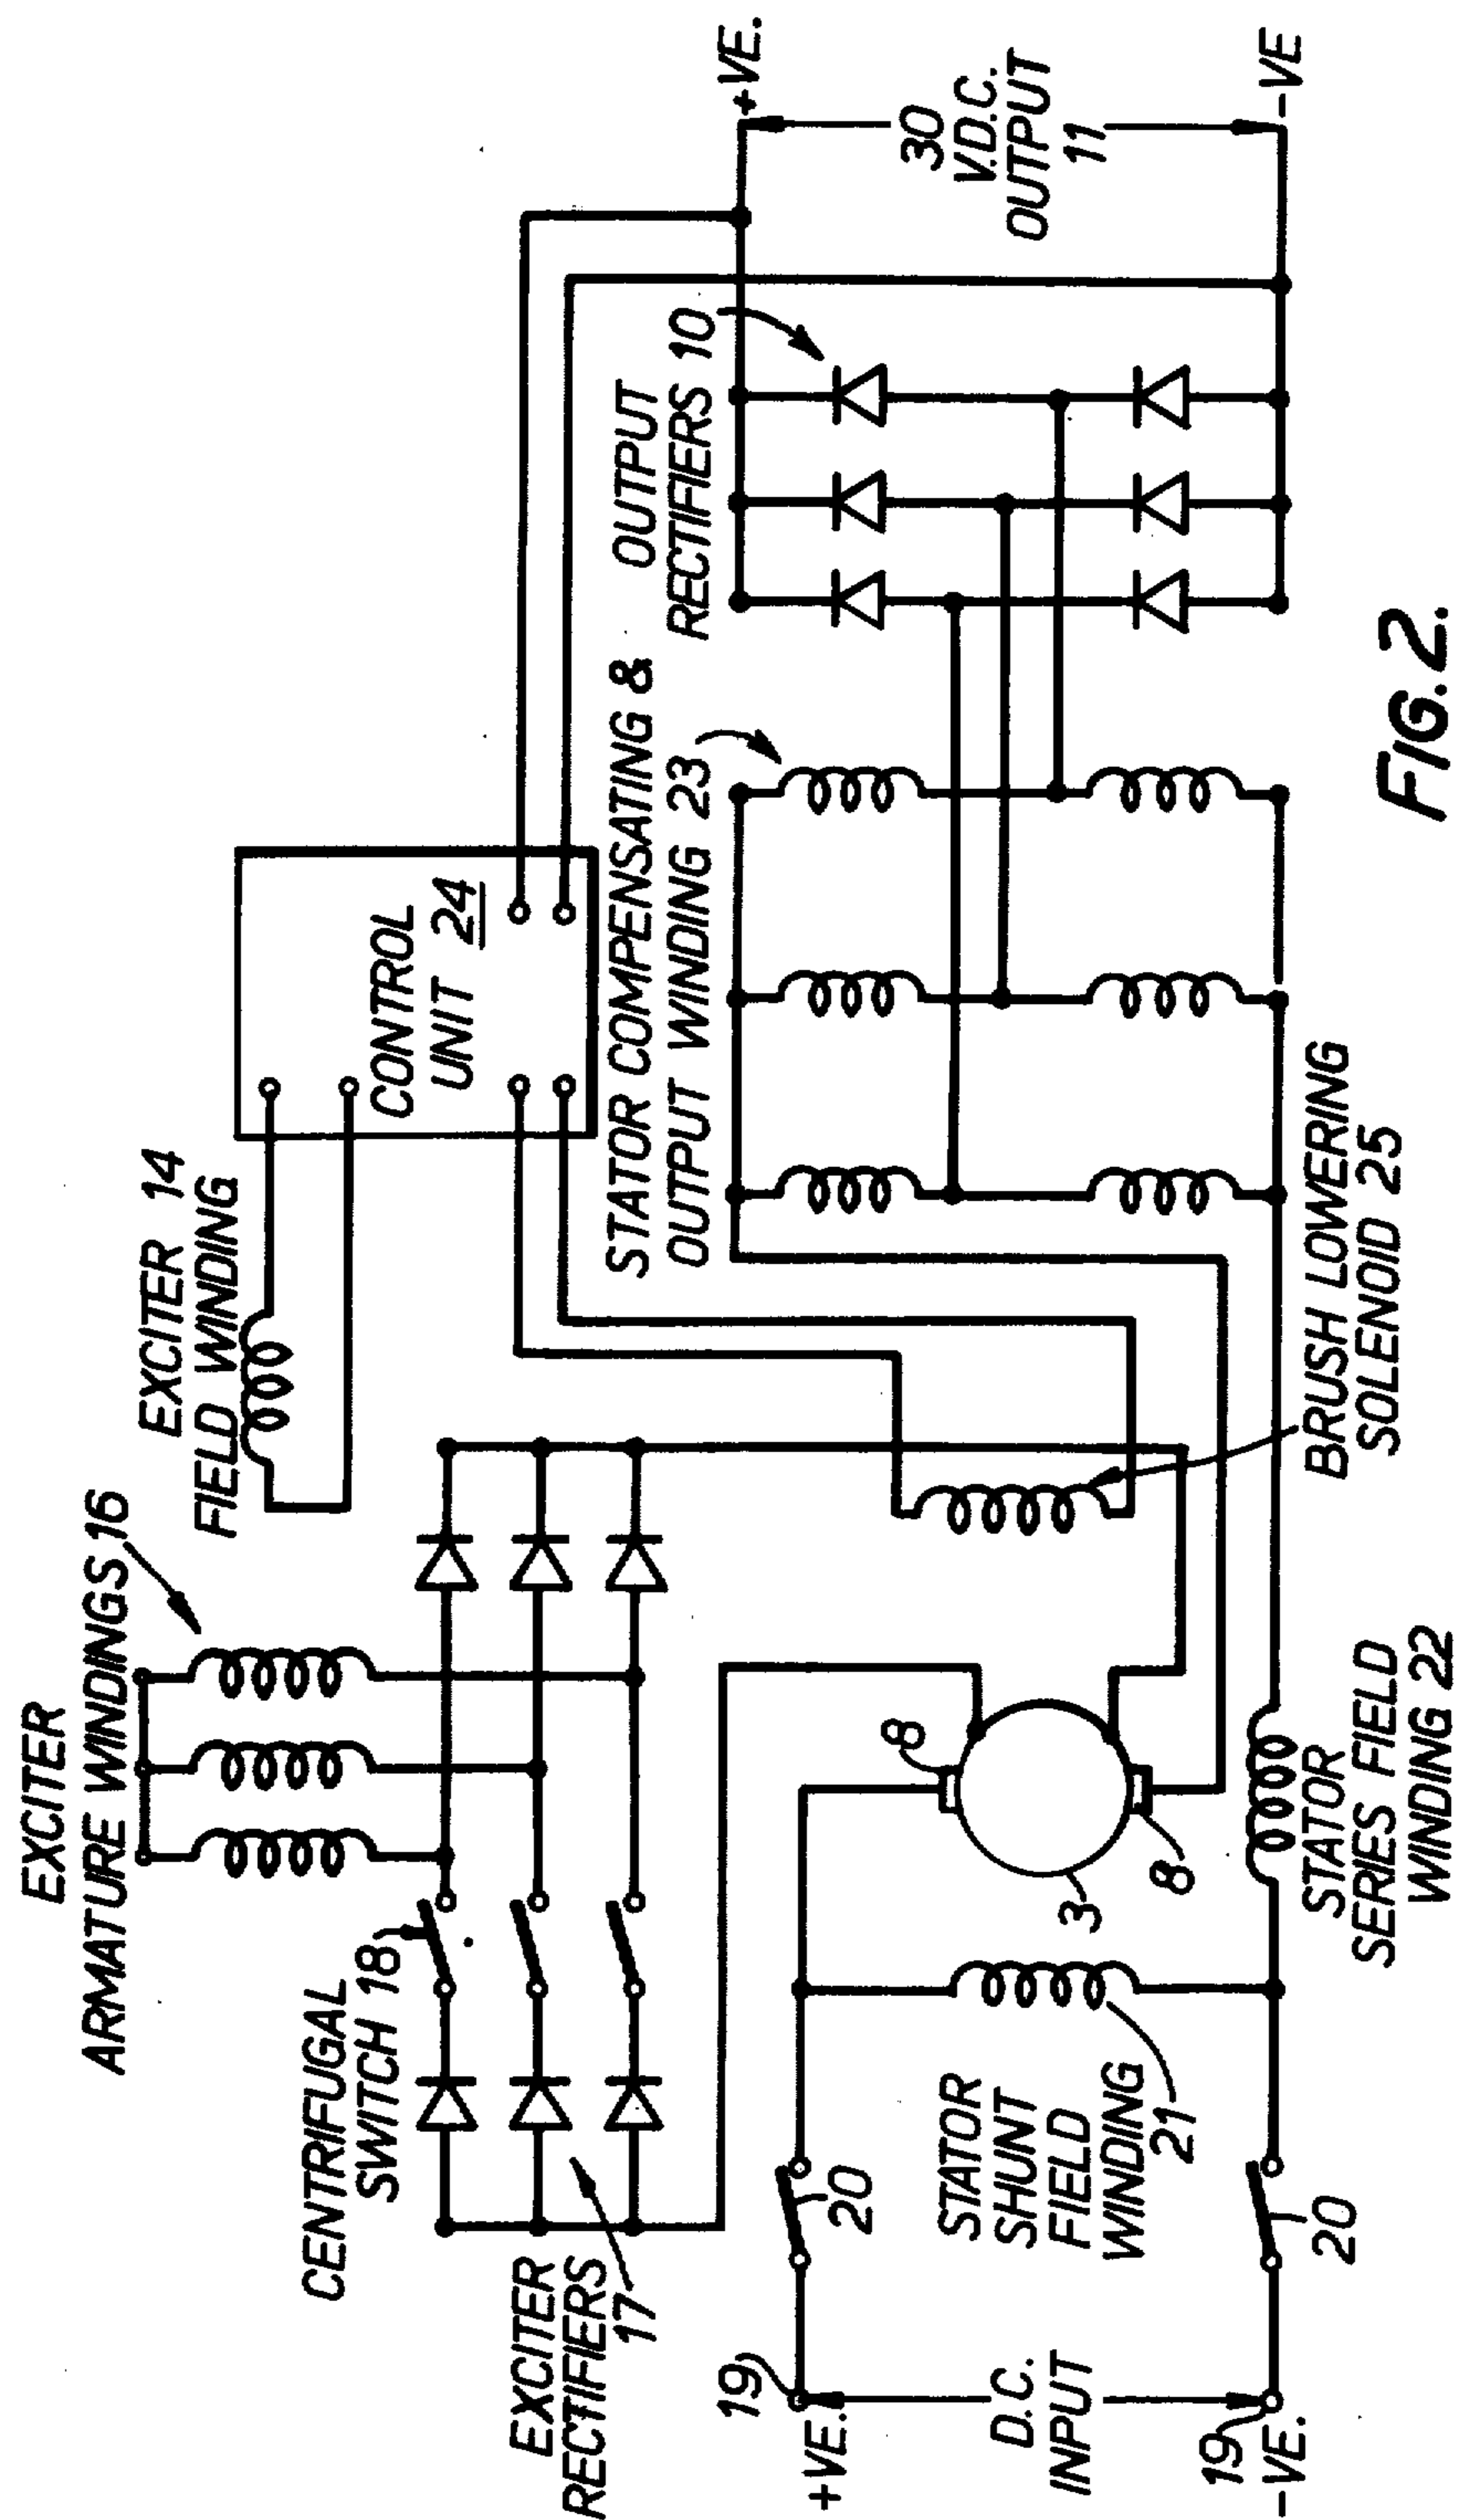 EXCITER
ARMATURE WINDINGS 16
EXCITER 14
FIELD WINDING
CENTRIFUGAL
SWITCH 18
CONTROL
UNIT 24
EXCITER
RECTIFIERS
17
STATOR COMPENSATING &
OUTPUT WINDING 23
OUTPUT
RECTIFIERS 10
+VE.
30
V.D.C.
OUTPUT
11
-VE
19
+VE.
20
8
D.C.
INPUT
STATOR
SHUNT
FIELD
WINDING
21
3
8
19
-VE.
20
STATOR
SERIES FIELD
WINDING 22
BRUSH LOWERING
SOLENOID 25
FIG. 2.